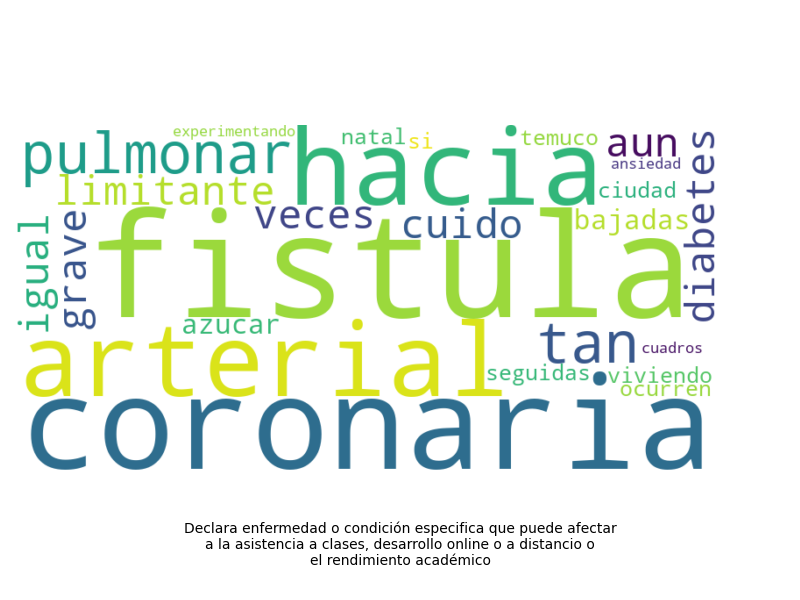 experimentando
natal
si
temuco
aun
pulmonar
hacia
ansiedad
limitante
ciudad
diabetes
veces
cuido
bajadas
igual
grave
fistula
azucar
arterial
tan
cuadros
seguidas
viviendo
ocurren
coronaria
Declara enfermedad o condición especifica que puede afectar
a la asistencia a clases, desarrollo online o a distancio o
el rendimiento académico